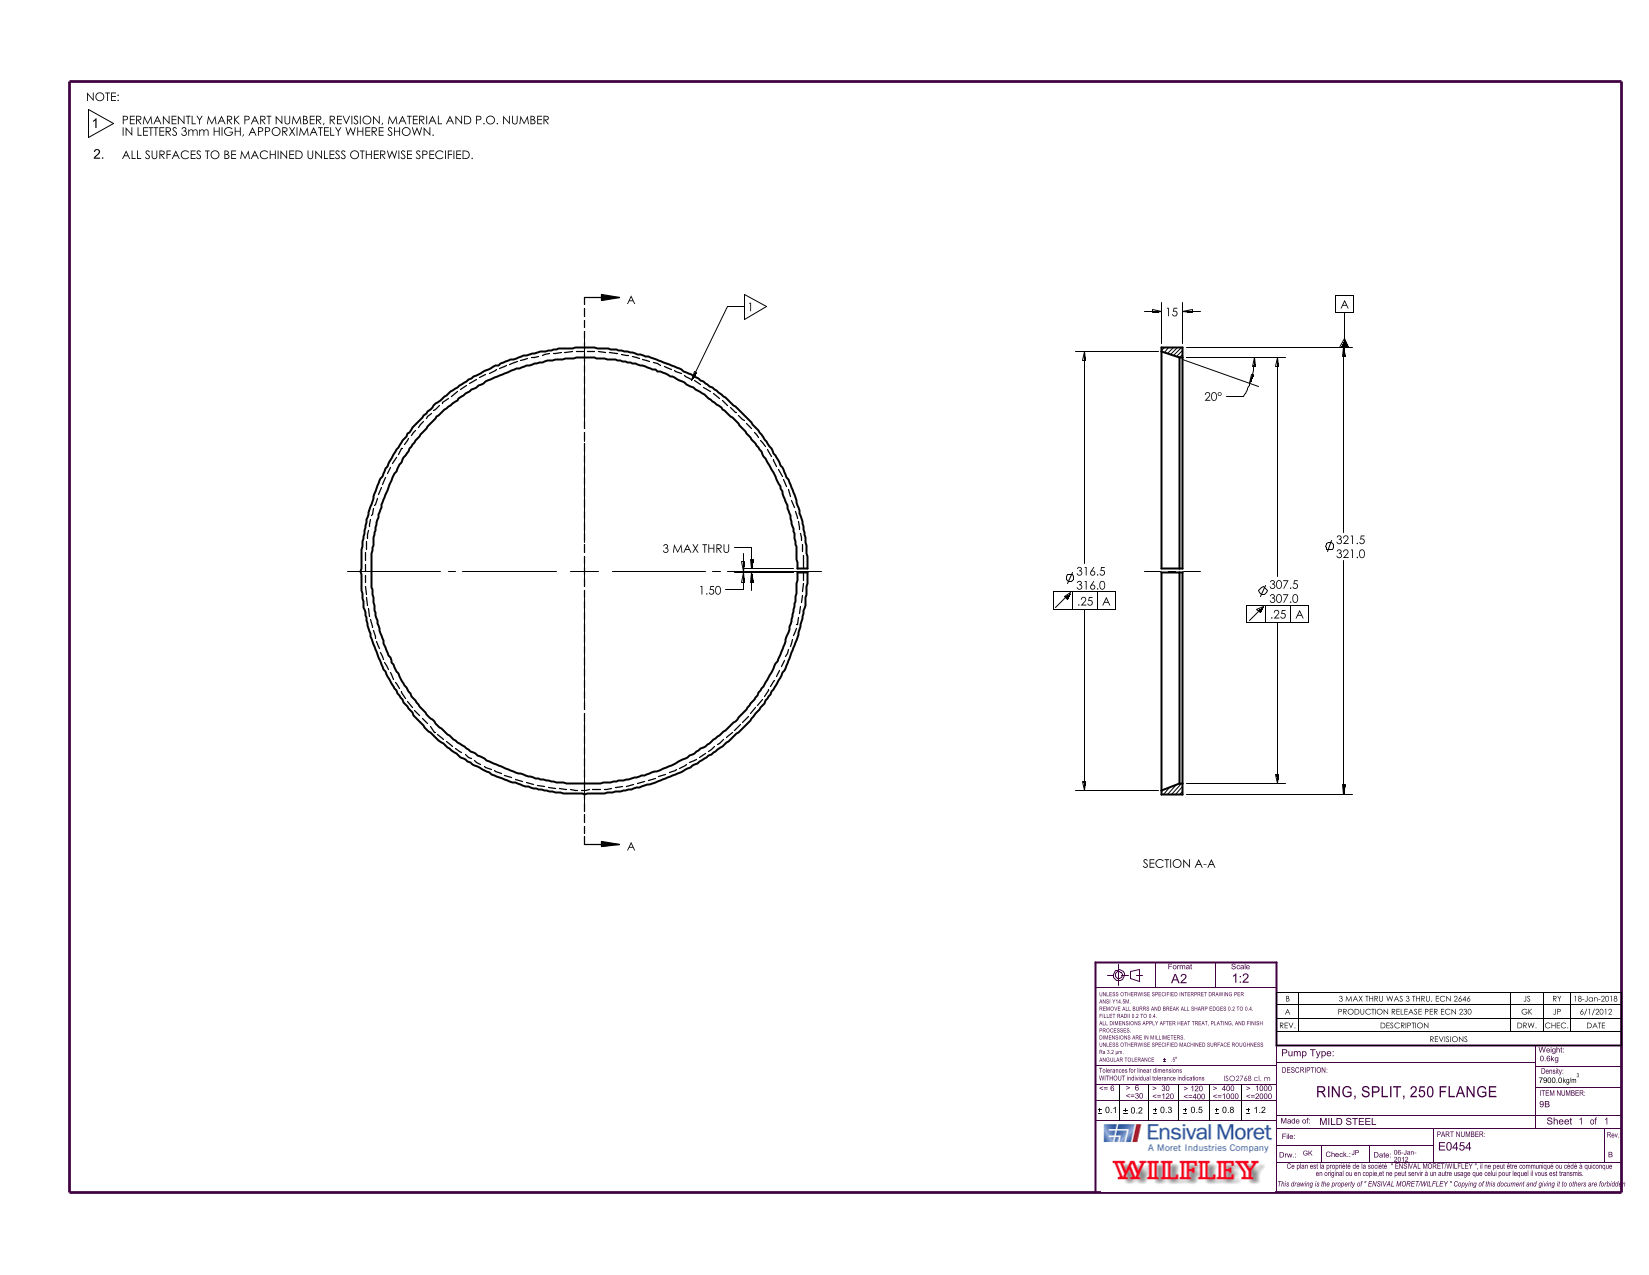 NOTE:
1 PERMANENTLY MARK PART NUMBER, REVISION, MATERIAL AND P.O. NUMBER
IN LETTERS 3mm HIGH, APPORXIMATELY WHERE SHOWN.
2. ALL SURFACES TO BE MACHINED UNLESS OTHERWISE SPECIFIED.
A
1
3 MAX THRU
1.50
A
15
A
20°
⌀ 321.5
321.0
⌀ 316.5
316.0
.25 A
⌀ 307.5
307.0
.25 A
SECTION A-A
Format
A2
Scale
1:2
UNLESS OTHERWISE SPECIFIED INTERPRET DRAWING PER
ANSI Y14.5M.
REMOVE ALL BURRS AND BREAK ALL SHARP EDGES 0.2 TO 0.4.
FILLET RADII 0.2 TO 0.4.
ALL DIMENSIONS APPLY AFTER HEAT TREAT, PLATING, AND FINISH
PROCESSES.
DIMENSIONS ARE IN MILLIMETERS.
UNLESS OTHERWISE SPECIFIED MACHINED SURFACE ROUGHNESS
Ra 3.2 µm.
ANGULAR TOLERANCE ± .5°
Tolerances for linear dimensions
WITHOUT individual tolerance indications ISO2768 cl. m
<= 6 > 6 > 30 > 120 > 400 > 1000
<=30 <=120 <=400 <=1000 <=2000
± 0.1 ± 0.2 ± 0.3 ± 0.5 ± 0.8 ± 1.2
Ensival Moret
A Moret Industries Company
WILFLEY
B 3 MAX THRU WAS 3 THRU, ECN 2646 JS RY 18-Jan-2018
A PRODUCTION RELEASE PER ECN 230 GK JP 6/1/2012
REV. DESCRIPTION DRW. CHEC. DATE
REVISIONS
Pump Type:
Weight:
0.6kg
DESCRIPTION:
RING, SPLIT, 250 FLANGE
Density:
7900.0kg/m3
ITEM NUMBER:
9B
Made of: MILD STEEL
Sheet 1 of 1
File:
PART NUMBER:
E0454
Rev.
B
Drw.: GK Check.: JP Date: 06-Jan-
2012
Ce plan est la propriété de la société " ENSIVAL MORET/WILFLEY ", il ne peut être communiqué ou cédé à quiconque
en original ou en copie,et ne peut servir à un autre usage que celui pour lequel il vous est transmis.
This drawing is the property of " ENSIVAL MORET/WILFLEY " Copying of this document and giving it to others are forbidden